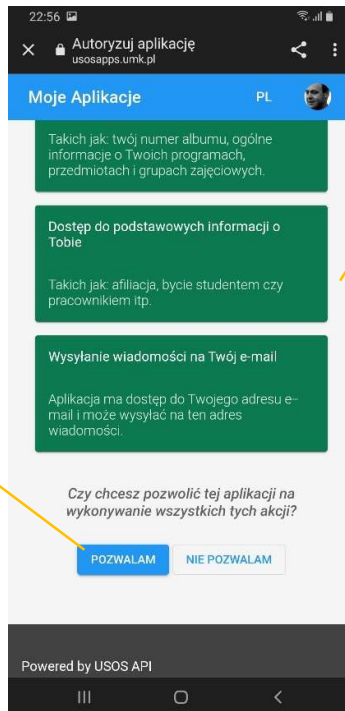 22:56
Autoryzuj aplikację
usosapps.umk.pl
Moje Aplikacje PL
Takich jak: twój numer albumu, ogólne
informacje o Twoich programach,
przedmiotach i grupach zajęciowych.
Dostęp do podstawowych informacji o
Tobie
Takich jak: afiliacja, bycie studentem czy
pracownikiem itp.
Wysyłanie wiadomości na Twój e-mail
Aplikacja ma dostęp do Twojego adresu e-
mail i może wysyłać na ten adres
wiadomości.
Czy chcesz pozwolić tej aplikacji na
wykonywanie wszystkich tych akcji?
POZWALAM NIE POZWALAM
Powered by USOS API